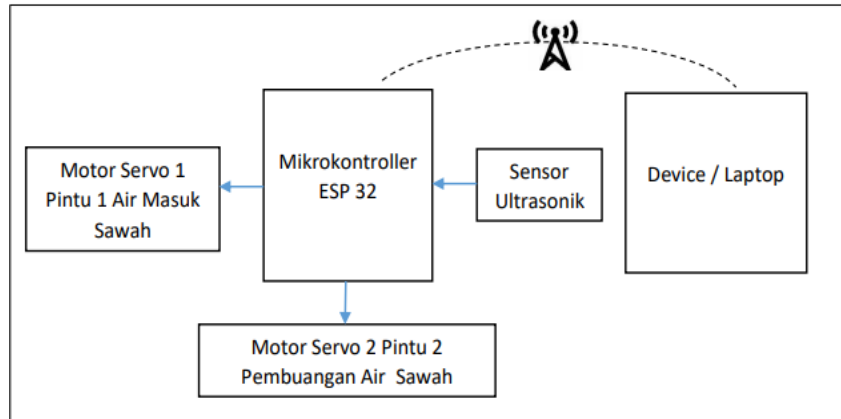 Motor Servo 1
Pintu 1 Air Masuk
Sawah
Mikrokontroller
ESP 32
Sensor
Ultrasonik
Device / Laptop
Motor Servo 2 Pintu 2
Pembuangan Air Sawah